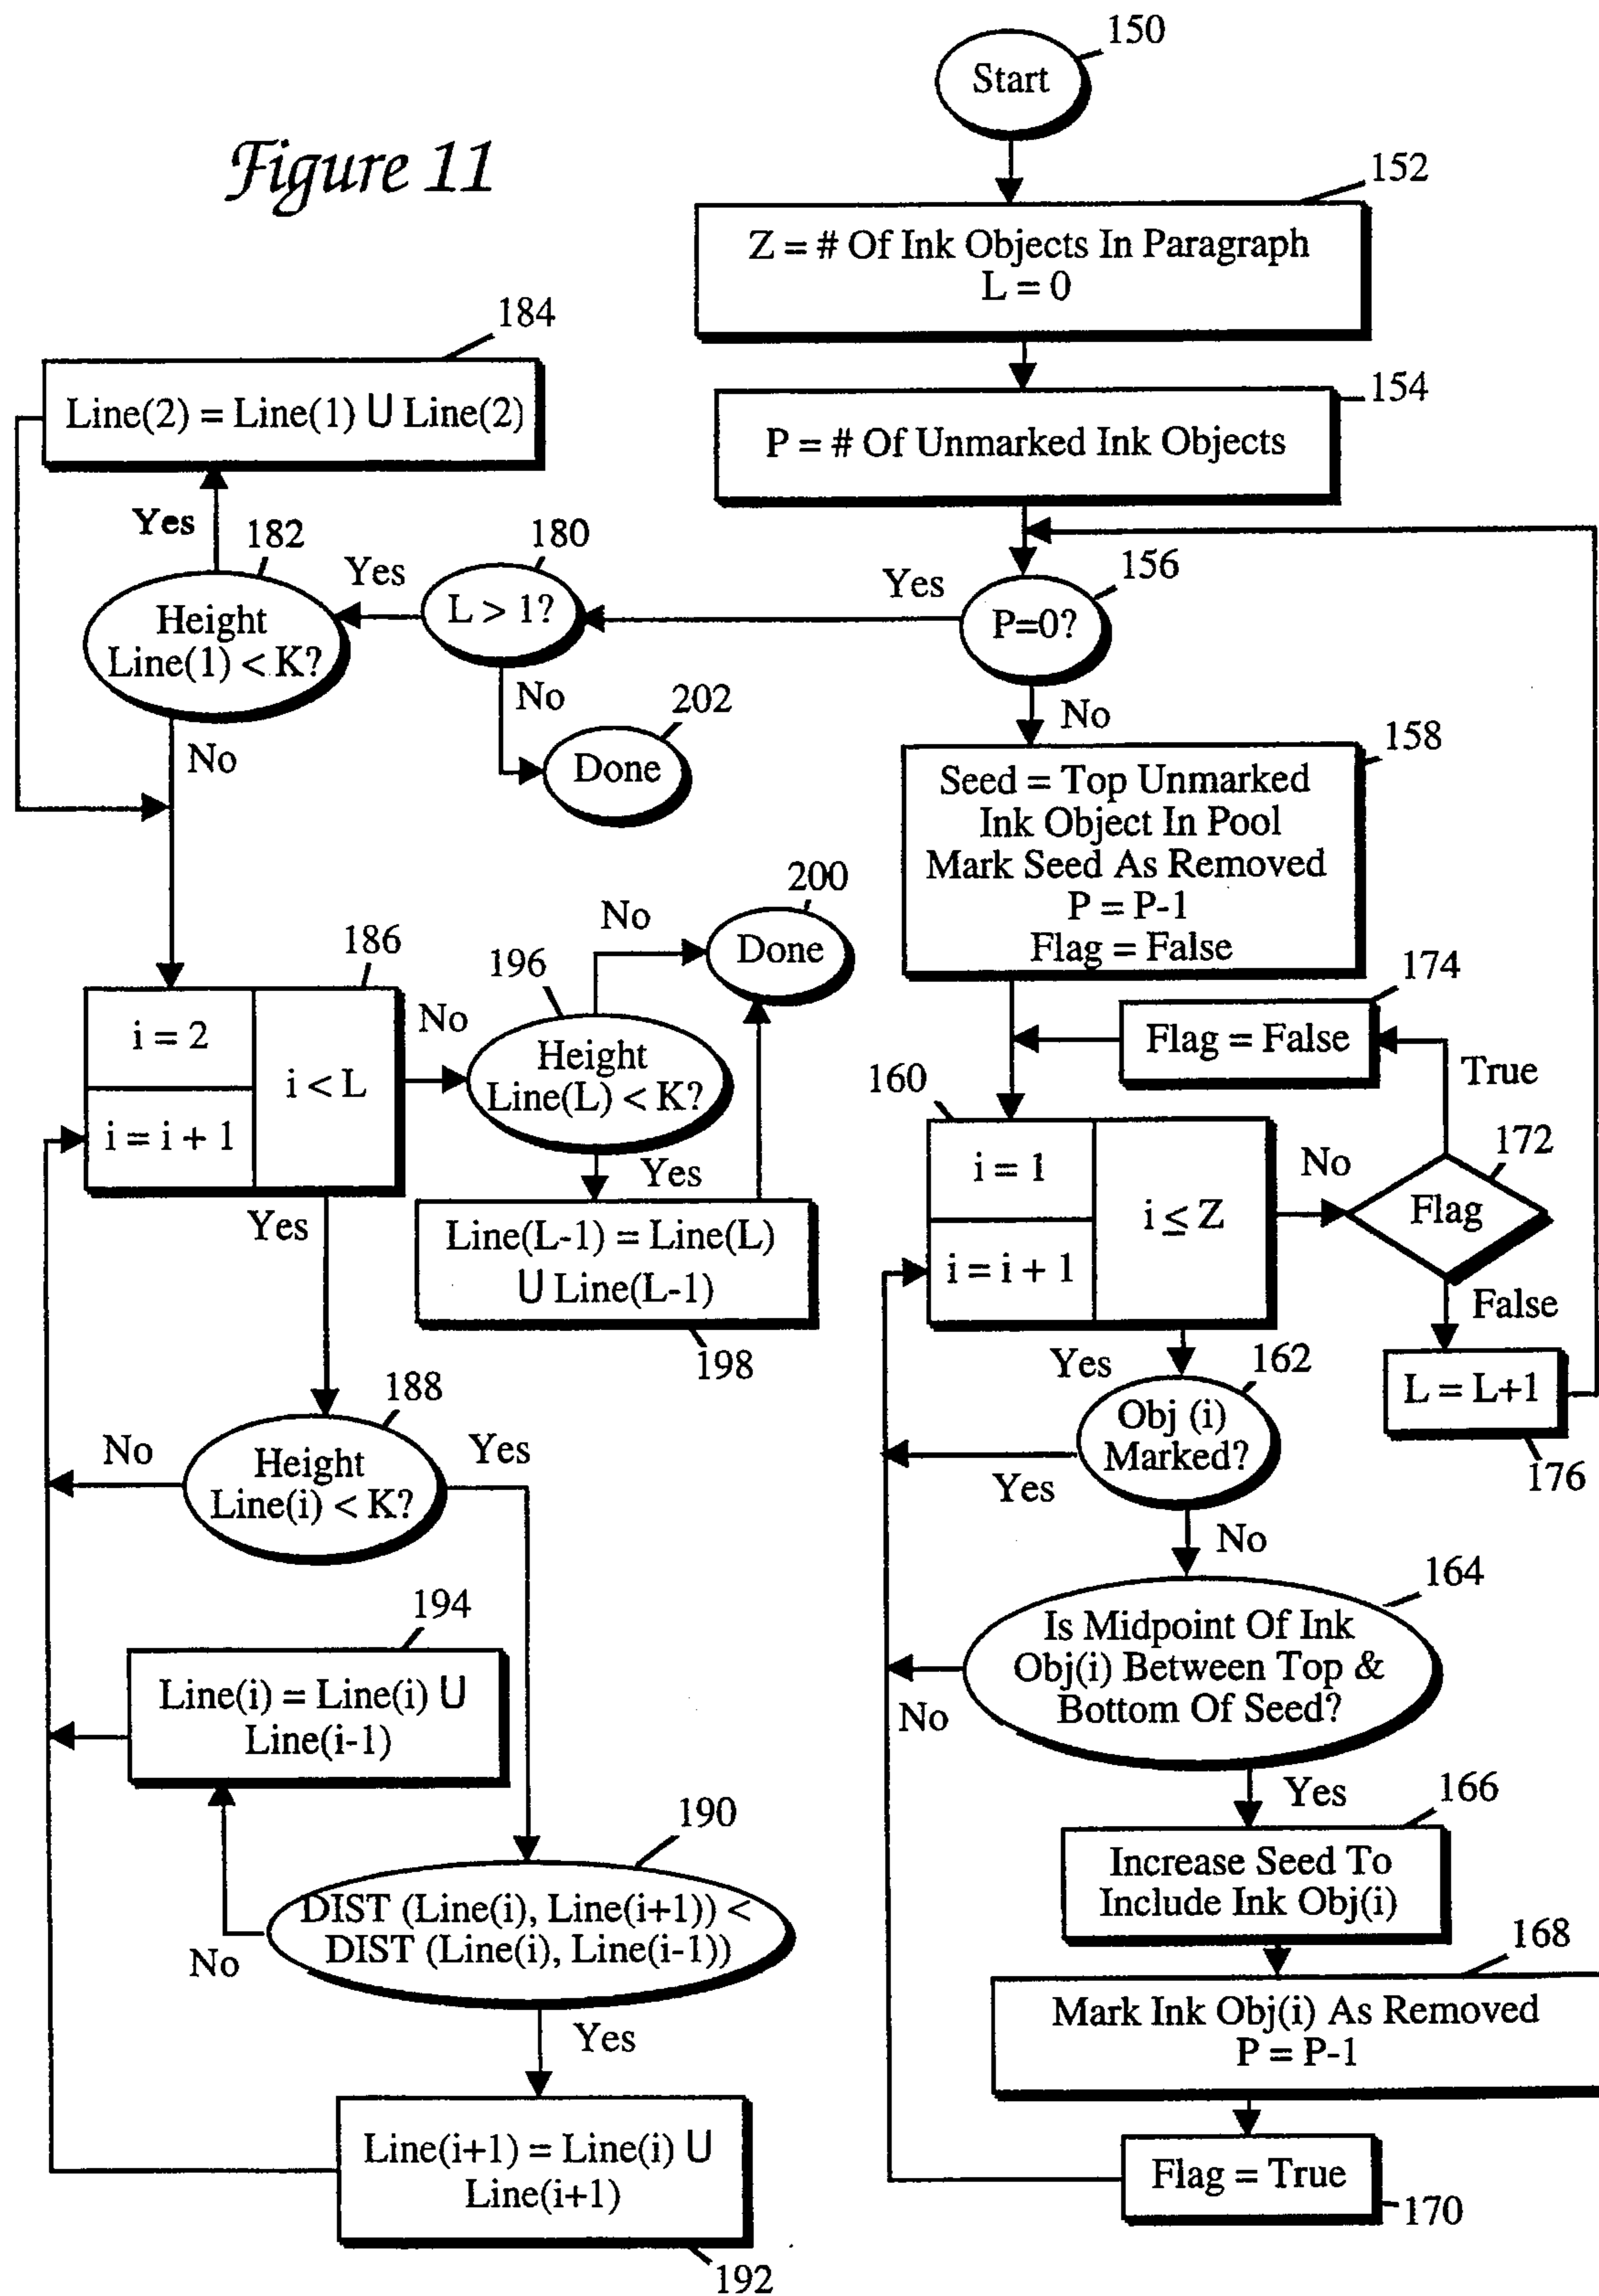 Figure 11
150
Start
152
Z = # Of Ink Objects In Paragraph
L = 0
154
P = # Of Unmarked Ink Objects
156
P=0?
Yes
No
158
Seed = Top Unmarked
Ink Object In Pool
Mark Seed As Removed
P = P-1
Flag = False
174
Flag = False
True
160
i = 1
i = i + 1
i ≤ Z
No
172
Flag
False
L = L+1
176
Yes
162
Obj (i)
Marked?
Yes
No
164
Is Midpoint Of Ink
Obj(i) Between Top &
Bottom Of Seed?
No
Yes
166
Increase Seed To
Include Ink Obj(i)
168
Mark Ink Obj(i) As Removed
P = P-1
Flag = True
170
180
L > 1?
Yes
No
202
Done
182
Height
Line(1) < K?
Yes
184
Line(2) = Line(1) U Line(2)
No
186
i = 2
i = i + 1
i < L
No
196
Height
Line(L) < K?
No
200
Done
Yes
Line(L-1) = Line(L)
U Line(L-1)
198
Yes
188
Height
Line(i) < K?
No
Yes
194
Line(i) = Line(i) U
Line(i-1)
190
DIST (Line(i), Line(i+1)) <
DIST (Line(i), Line(i-1))
No
Yes
Line(i+1) = Line(i) U
Line(i+1)
192